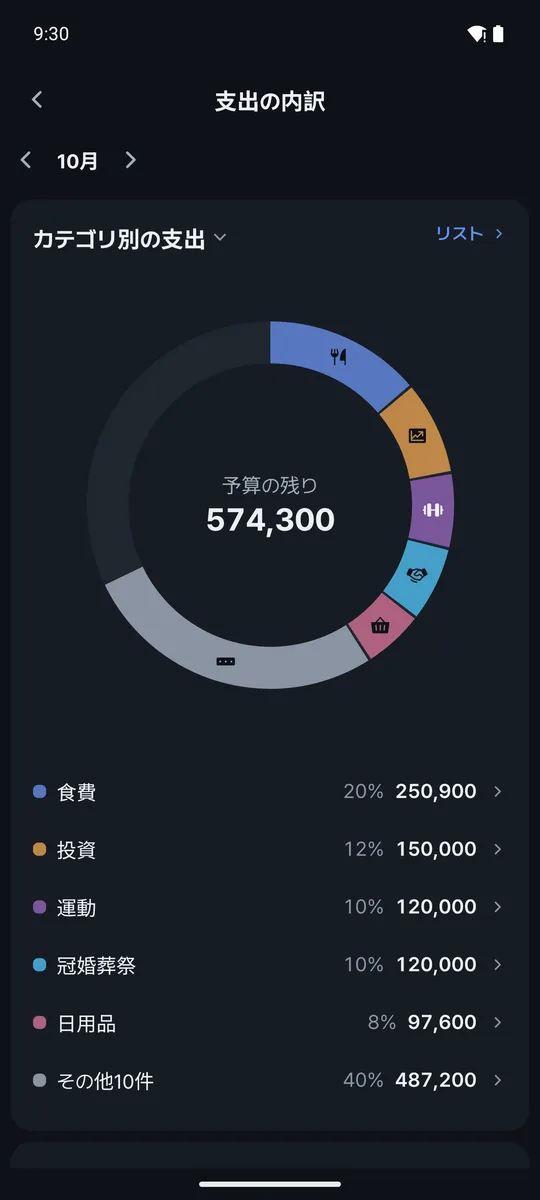 9:30
支出の内訳
10月
カテゴリ別の支出
リスト
予算の残り
574,300
食費 20% 250,900
投資 12% 150,000
運動 10% 120,000
冠婚葬祭 10% 120,000
日用品 8% 97,600
その他10件 40% 487,200